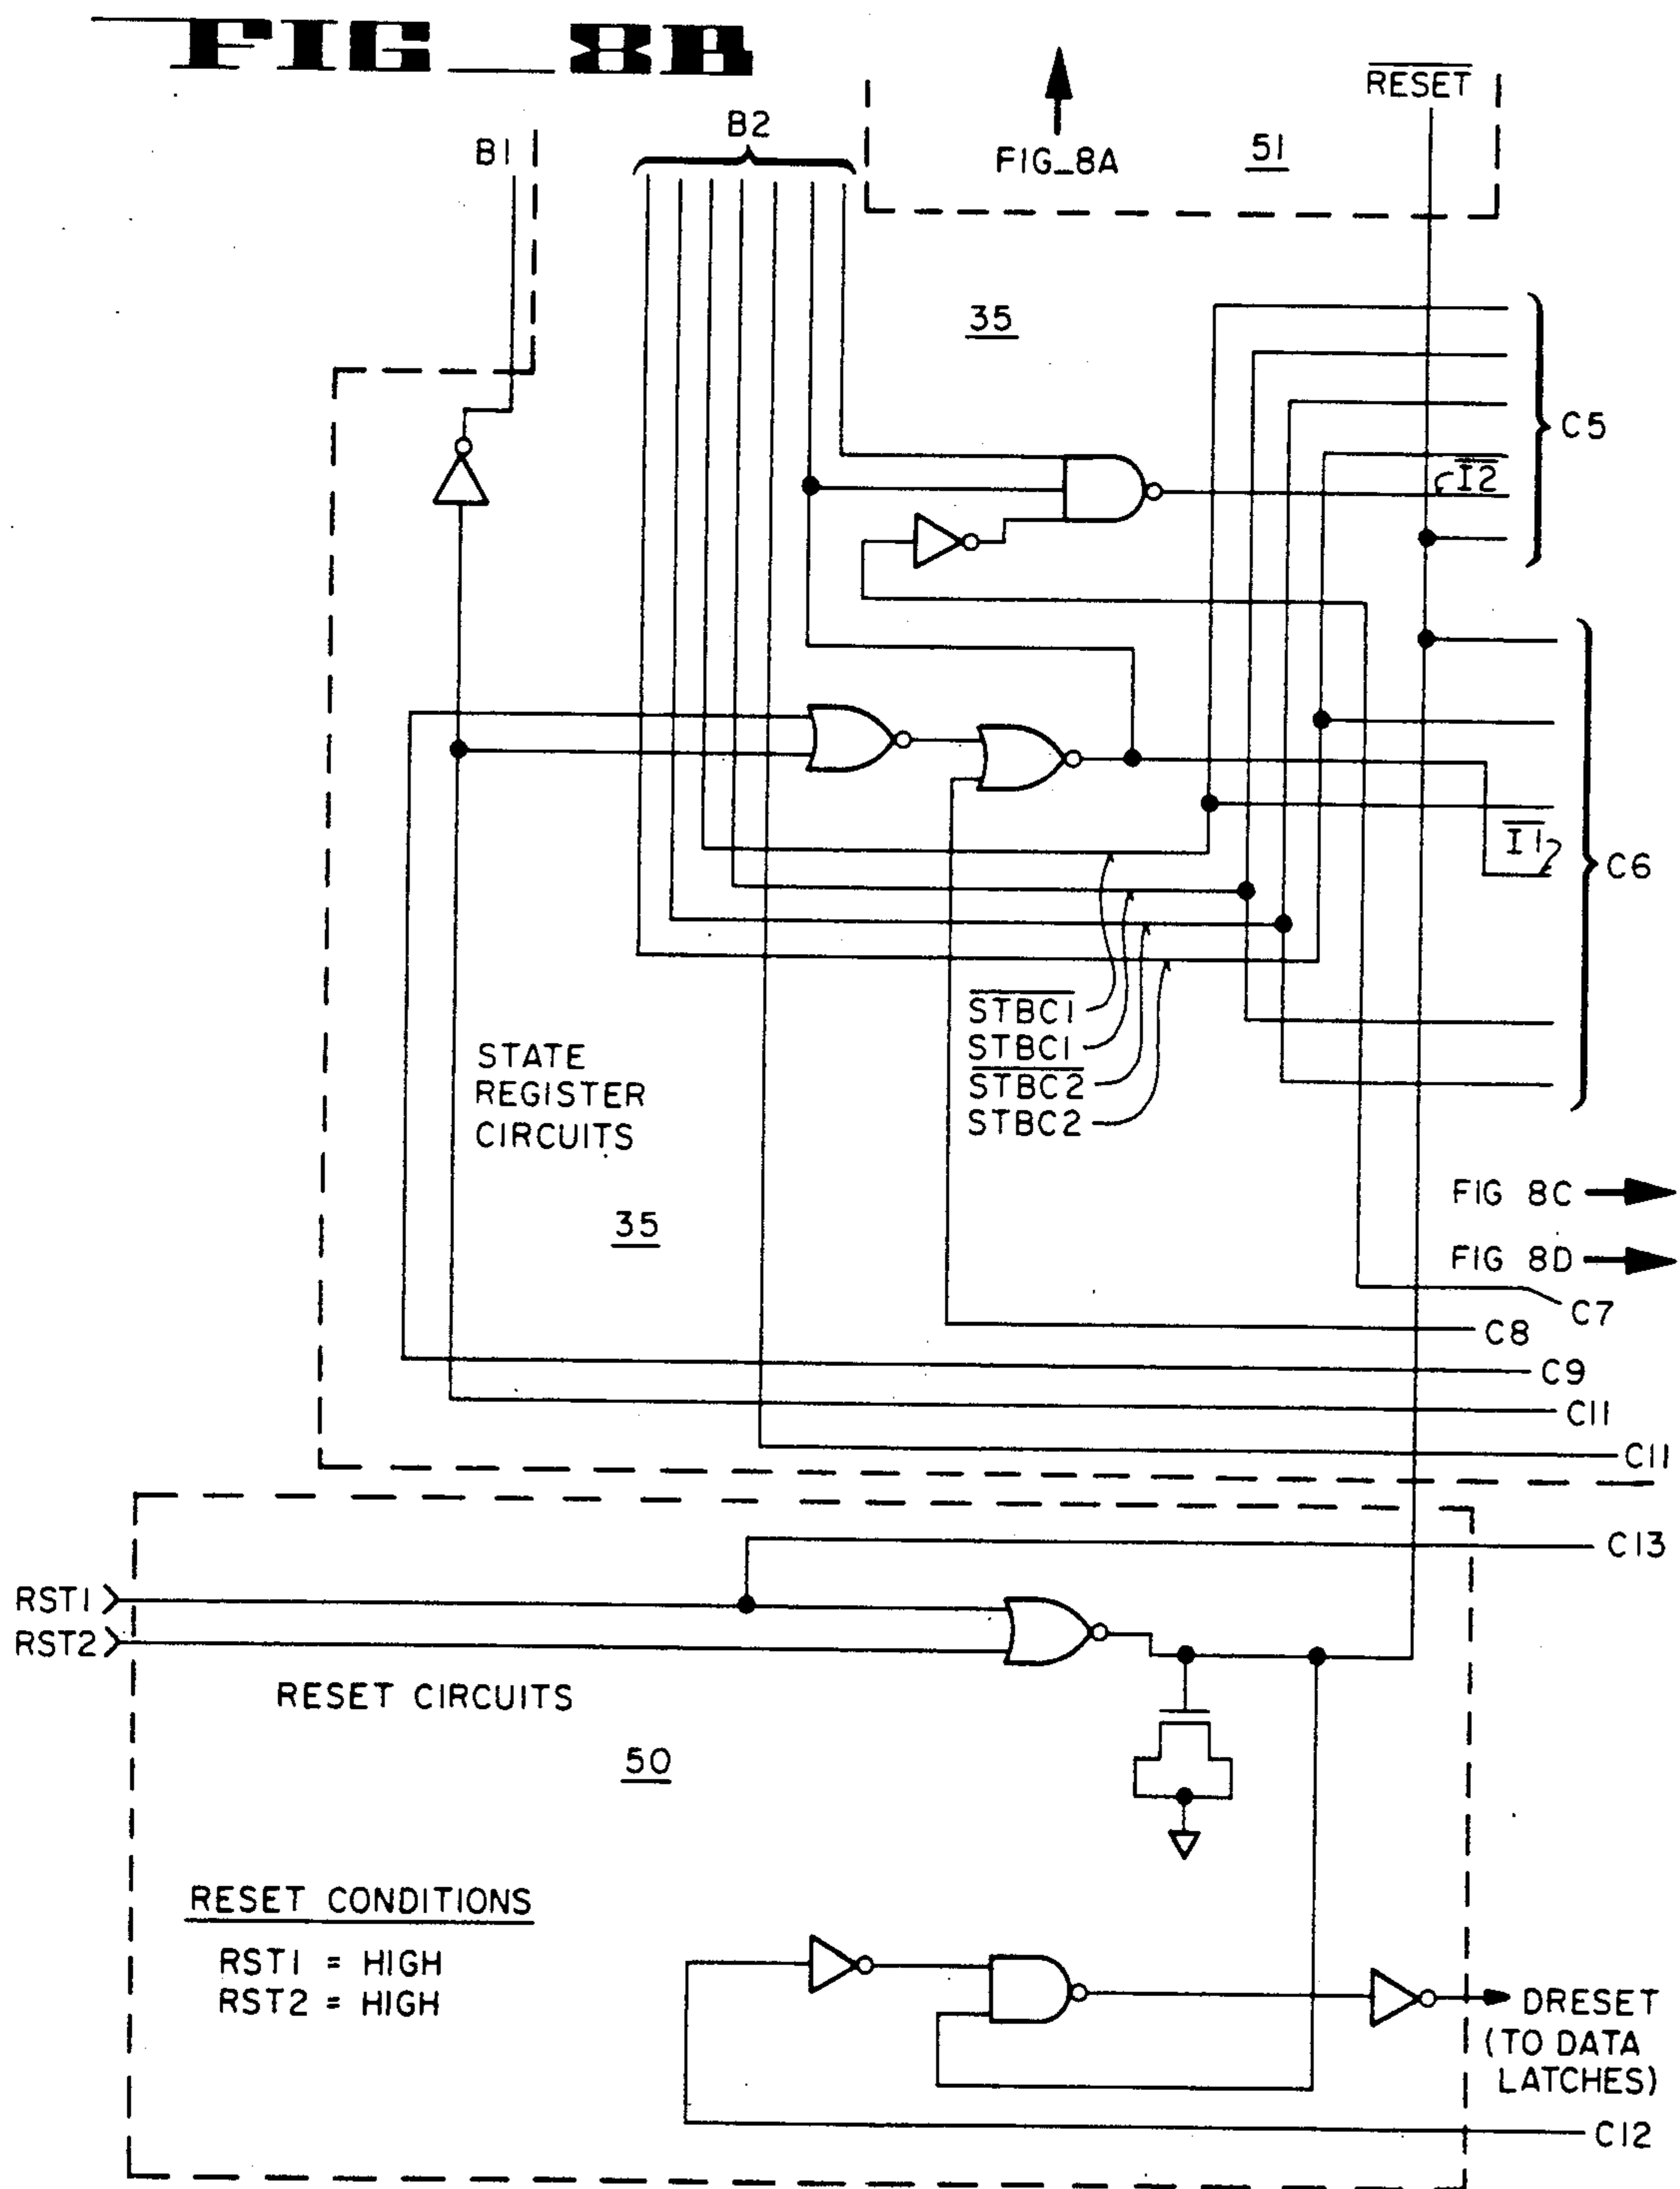 FIG_8B
RESET
B1
B2
FIG_8A
51
35
C5
I2
I1
C6
STBC1
STBC1
STBC2
STBC2
STATE
REGISTER
CIRCUITS
35
FIG 8C
FIG 8D
C7
C8
C9
C11
C11
C13
RST1
RST2
RESET CIRCUITS
50
RESET CONDITIONS
RST1 = HIGH
RST2 = HIGH
DRESET
(TO DATA
LATCHES)
C12